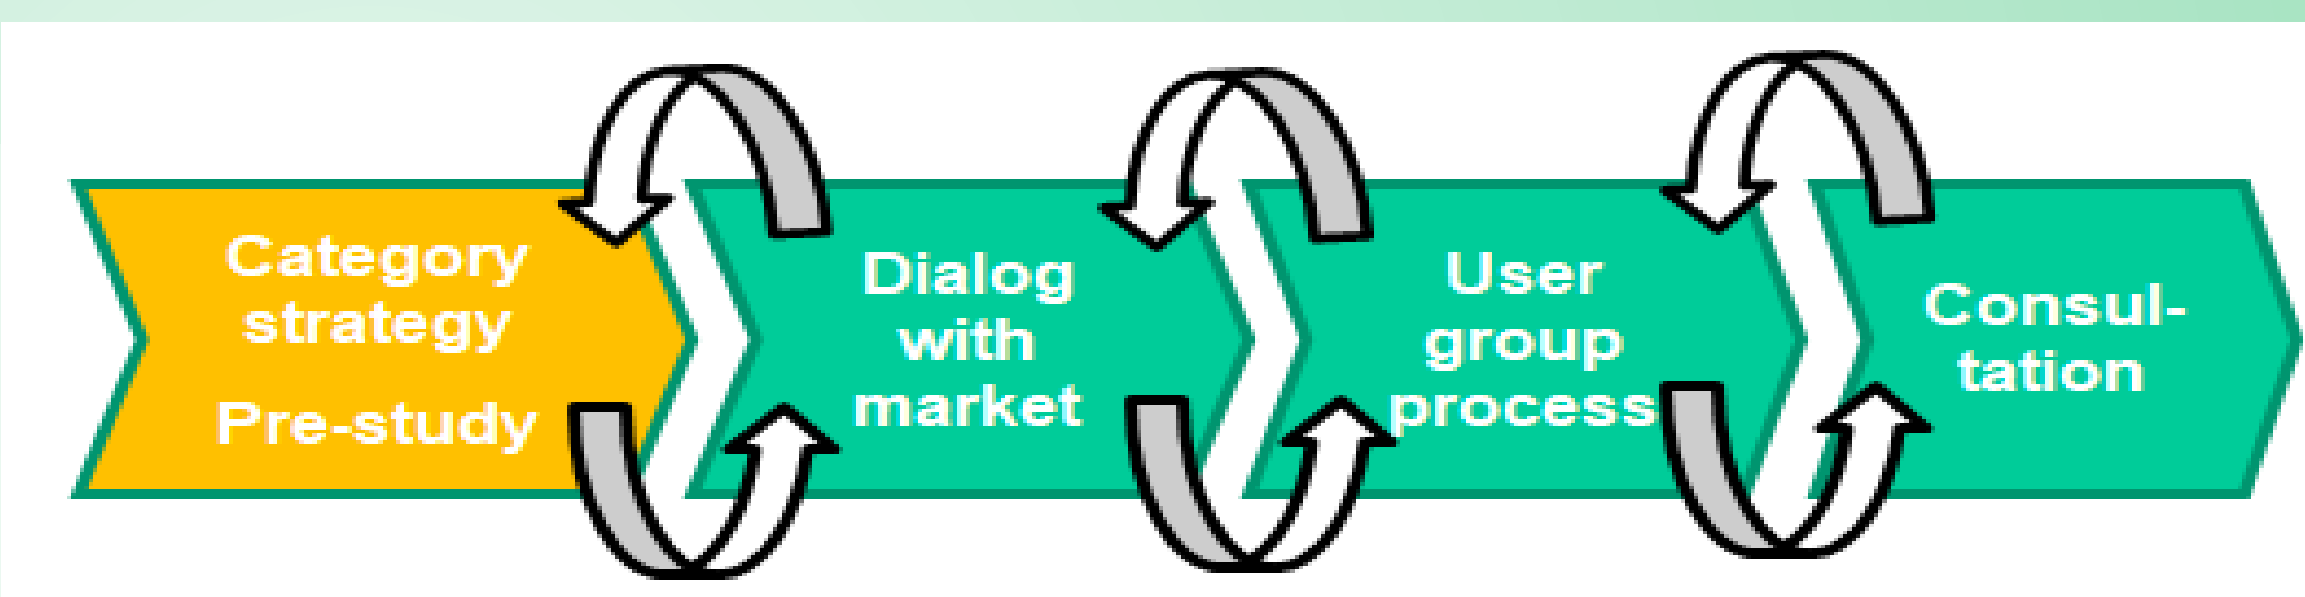 Category
strategy
Pre-study
Dialog
with
market
User
group
process
Consul-
tation